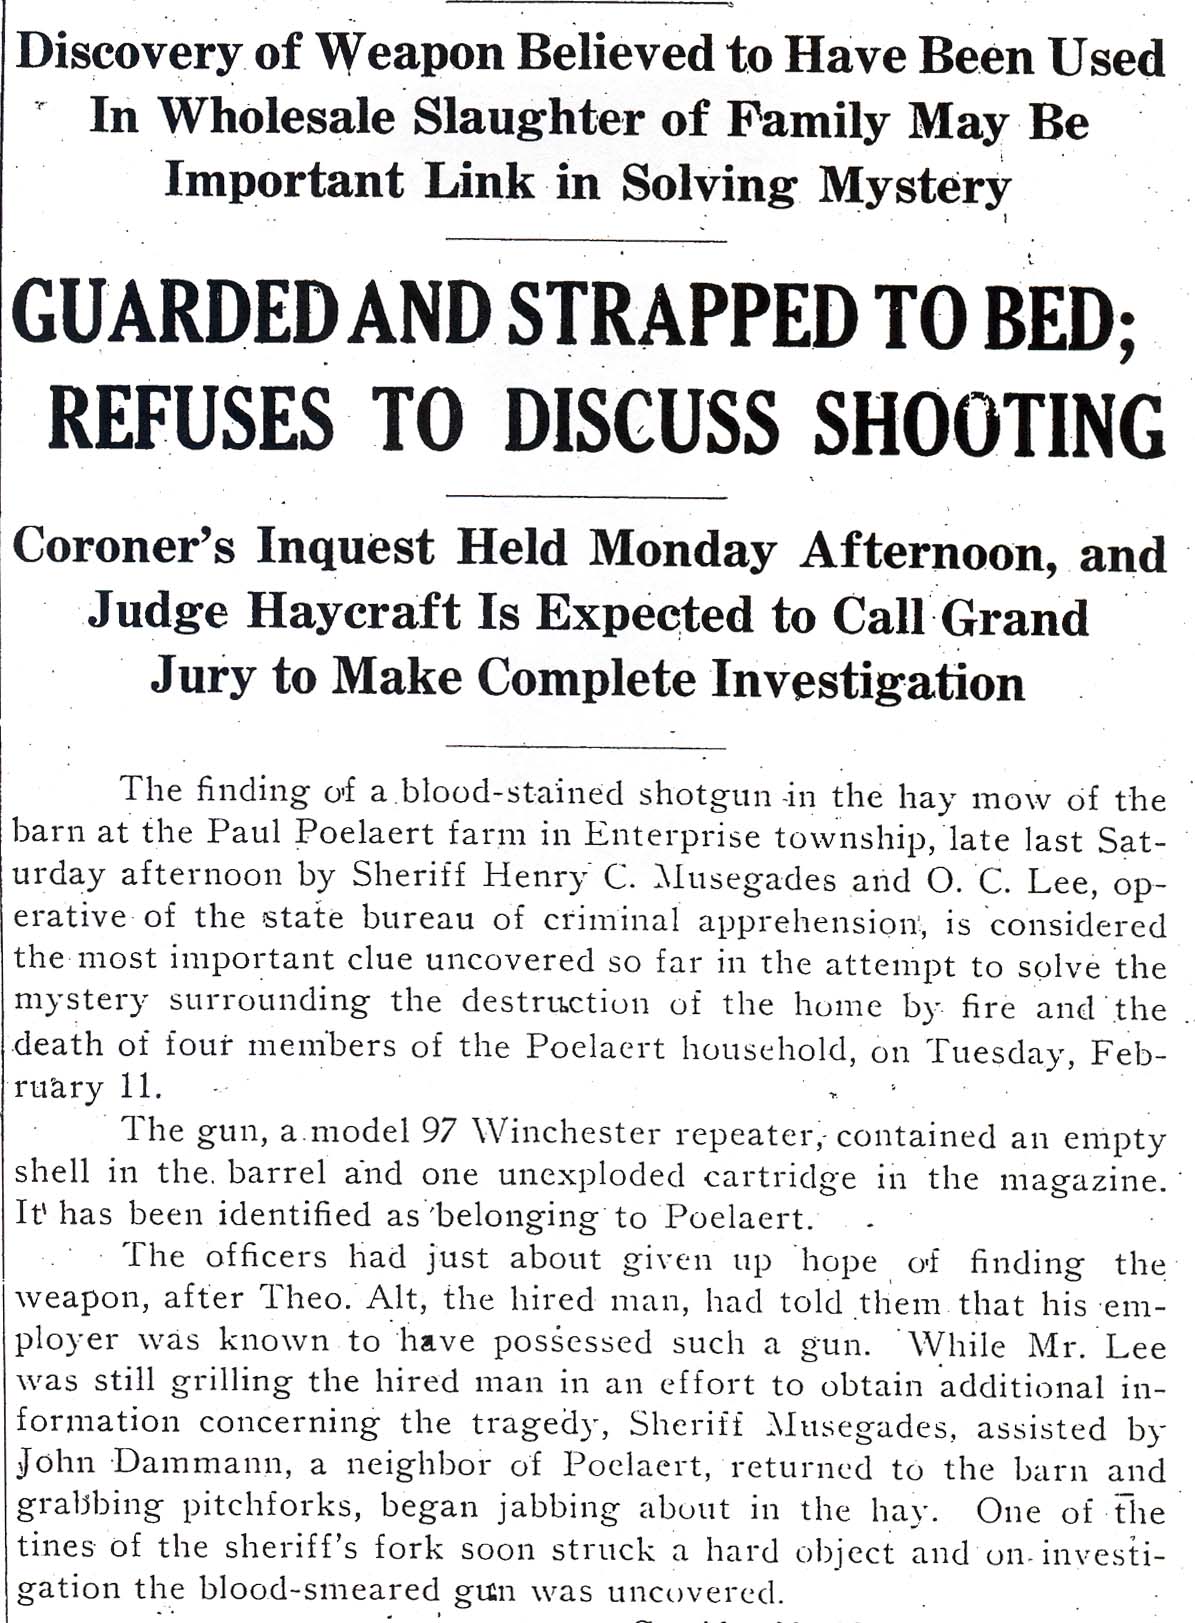 Discovery of Weapon Believed to Have Been Used
In Wholesale Slaughter of Family May Be
Important Link in Solving Mystery
GUARDED AND STRAPPED TO BED;
REFUSES TO DISCUSS SHOOTING
Coroner's Inquest Held Monday Afternoon, and
Judge Haycraft Is Expected to Call Grand
Jury to Make Complete Investigation
The finding of a blood-stained shotgun in the hay mow of the
barn at the Paul Poelaert farm in Enterprise township, late last Sat-
urday afternoon by Sheriff Henry C. Musegades and O. C. Lee, op-
erative of the state bureau of criminal apprehension, is considered
the most important clue uncovered so far in the attempt to solve the
mystery surrounding the destruction of the home by fire and the
death of four members of the Poelaert household, on Tuesday, Feb-
ruary 11.
The gun, a model 97 Winchester repeater, contained an empty
shell in the barrel and one unexploded cartridge in the magazine.
It has been identified as belonging to Poelaert.
The officers had just about given up hope of finding the
weapon, after Theo. Alt, the hired man, had told them that his em-
ployer was known to have possessed such a gun. While Mr. Lee
was still grilling the hired man in an effort to obtain additional in-
formation concerning the tragedy, Sheriff Musegades, assisted by
John Dammann, a neighbor of Poelaert, returned to the barn and
grabbing pitchforks, began jabbing about in the hay. One of the
tines of the sheriff's fork soon struck a hard object and on investi-
gation the blood-smeared gun was uncovered.